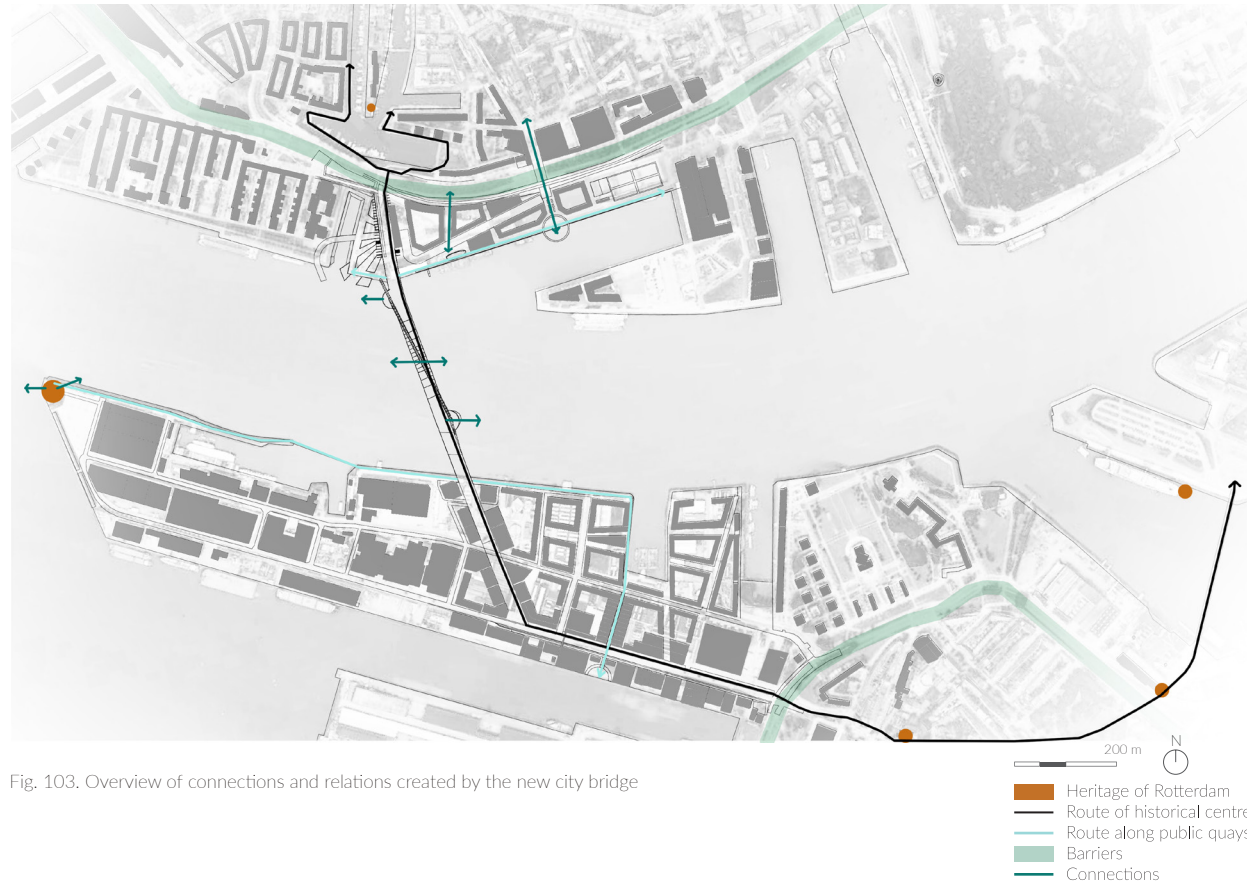 200 m
N
Fig. 103. Overview of connections and relations created by the new city bridge
Heritage of Rotterdam
Route of historical centre
Route along public quays
Barriers
Connections